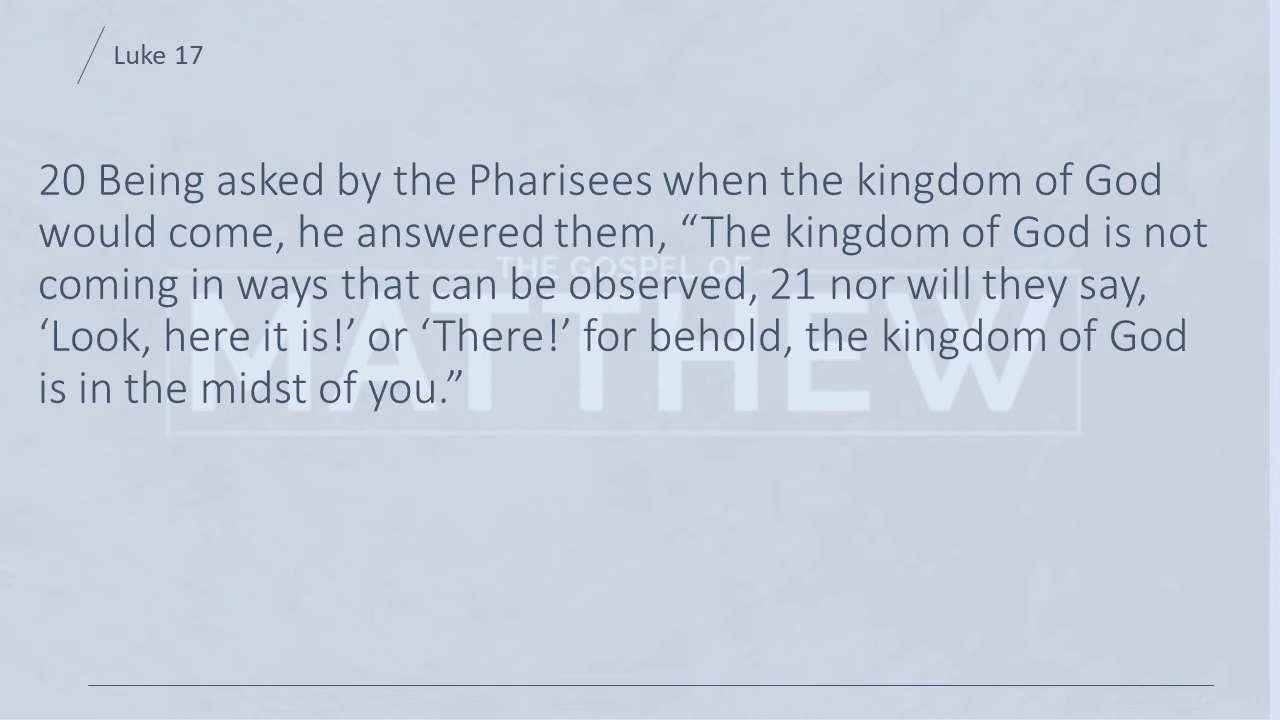 Luke 17
20 Being asked by the Pharisees when the kingdom of God
would come, he answered them, “The kingdom of God is not
coming in ways that can be observed, 21 nor will they say,
‘Look, here it is!’ or ‘There!’ for behold, the kingdom of God
is in the midst of you.”
THE GOSPEL OF
MATTHEW